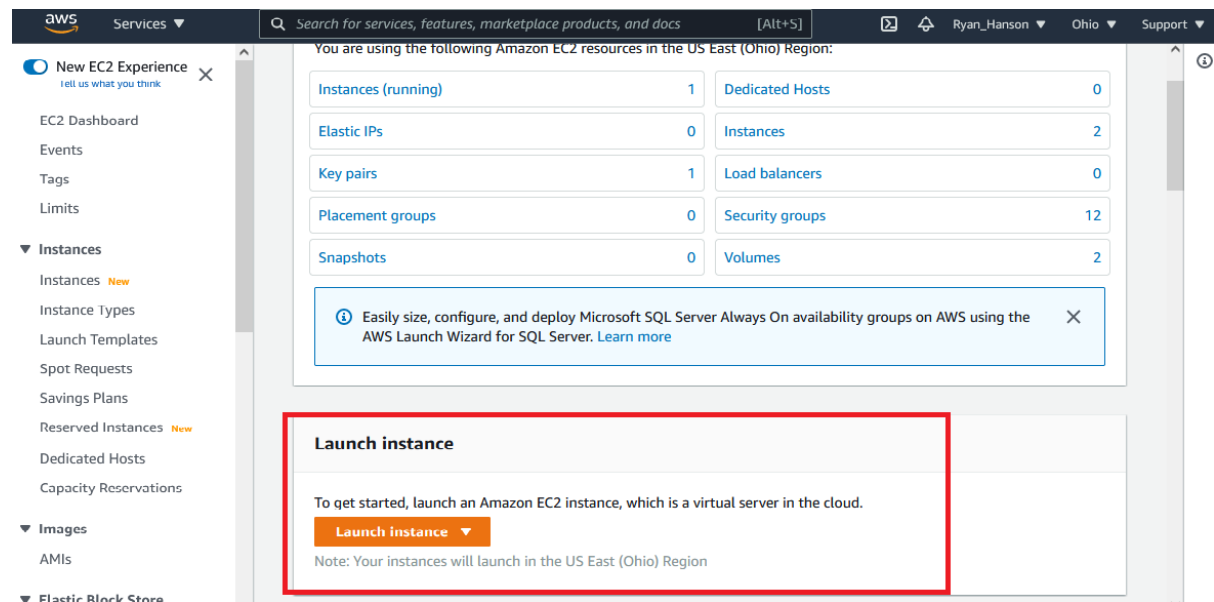 aws Services ▼ Search for services, features, marketplace products, and docs [Alt+S] Ryan_Hanson ▼ Ohio ▼ Support ▼
New EC2 Experience
Tell us what you think
EC2 Dashboard
Events
Tags
Limits
▼ Instances
Instances New
Instance Types
Launch Templates
Spot Requests
Savings Plans
Reserved Instances New
Dedicated Hosts
Capacity Reservations
▼ Images
AMIs
▼ Elastic Block Store
You are using the following Amazon EC2 resources in the US East (Ohio) Region:
Instances (running) 1 Dedicated Hosts 0
Elastic IPs 0 Instances 2
Key pairs 1 Load balancers 0
Placement groups 0 Security groups 12
Snapshots 0 Volumes 2
Easily size, configure, and deploy Microsoft SQL Server Always On availability groups on AWS using the
AWS Launch Wizard for SQL Server. Learn more
Launch instance
To get started, launch an Amazon EC2 instance, which is a virtual server in the cloud.
Launch instance ▼
Note: Your instances will launch in the US East (Ohio) Region